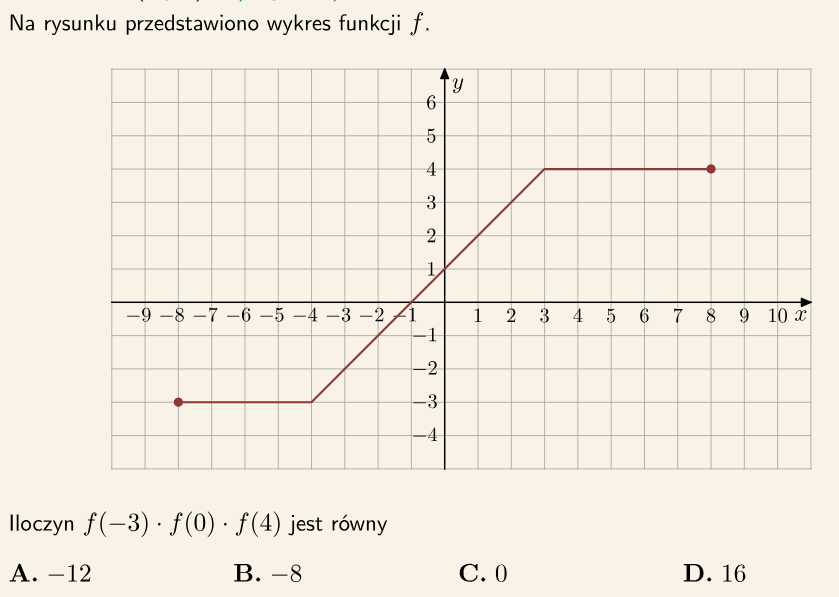 Na rysunku przedstawiono wykres funkcji f.
y
6
5
4
3
2
1
−9 −8 −7 −6 −5 −4 −3 −2 −1 1 2 3 4 5 6 7 8 9 10 x
−1
−2
−3
−4
Iloczyn f(−3) · f(0) · f(4) jest równy
A. −12 B. −8 C. 0 D. 16